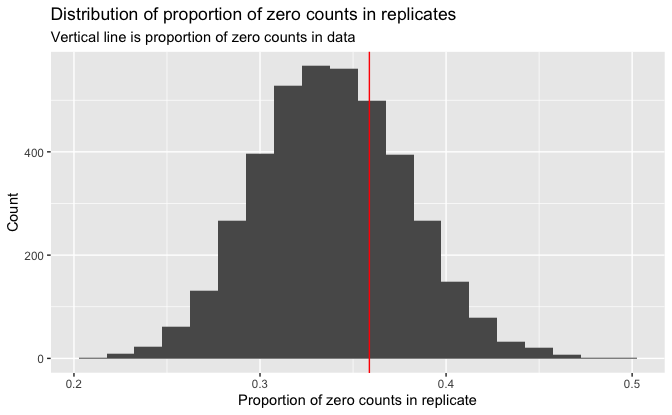 Distribution of proportion of zero counts in replicates
Vertical line is proportion of zero counts in data
Count
400
200
0
0.2 0.3 0.4 0.5
Proportion of zero counts in replicate